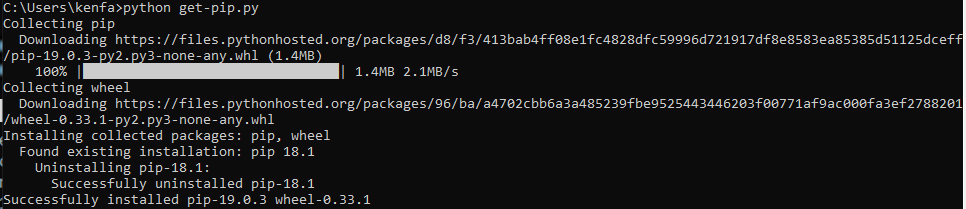 C:\Users\kenfa>python get-pip.py
Collecting pip
  Downloading https://files.pythonhosted.org/packages/d8/f3/413bab4ff08e1fc4828dfc59996d721917df8e8583ea85385d51125dceff
/pip-19.0.3-py2.py3-none-any.whl (1.4MB)
    100% |████████████████████████████████| 1.4MB 2.1MB/s
Collecting wheel
  Downloading https://files.pythonhosted.org/packages/96/ba/a4702cbb6a3a485239fbe9525443446203f00771af9ac000fa3ef2788201
/wheel-0.33.1-py2.py3-none-any.whl
Installing collected packages: pip, wheel
  Found existing installation: pip 18.1
    Uninstalling pip-18.1:
      Successfully uninstalled pip-18.1
Successfully installed pip-19.0.3 wheel-0.33.1